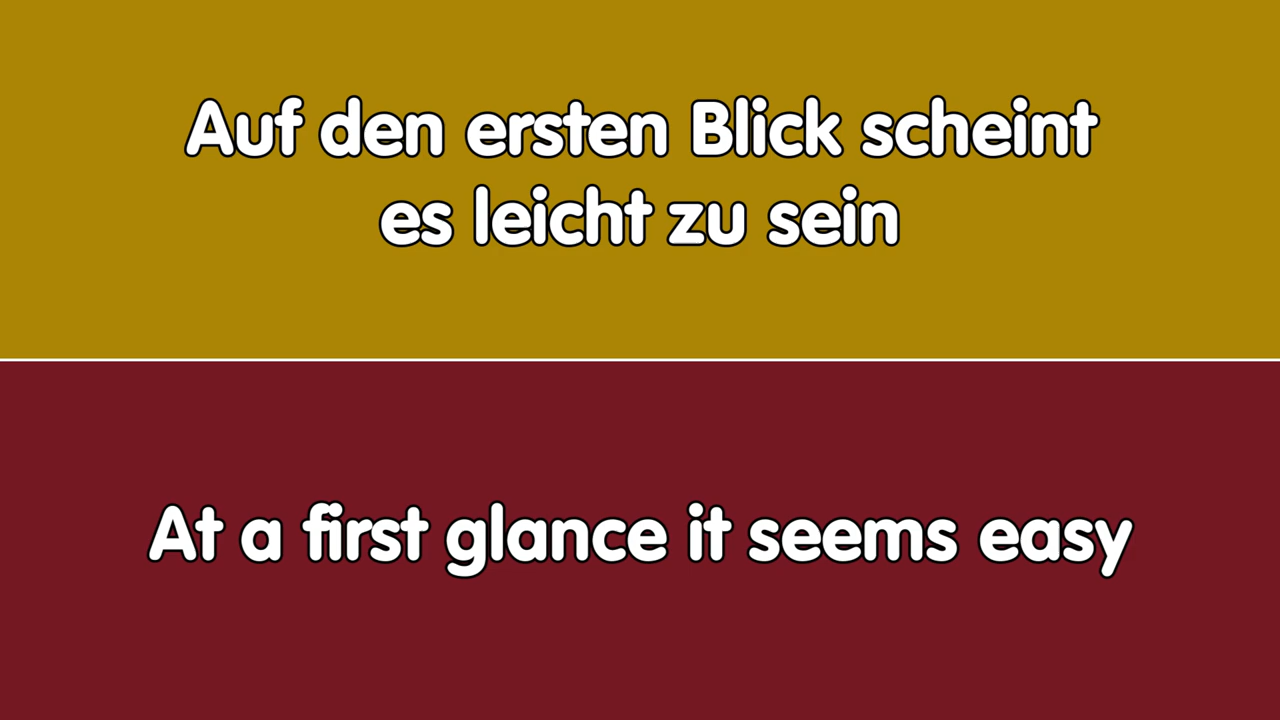 Auf den ersten Blick scheint
es leicht zu sein
At a first glance it seems easy